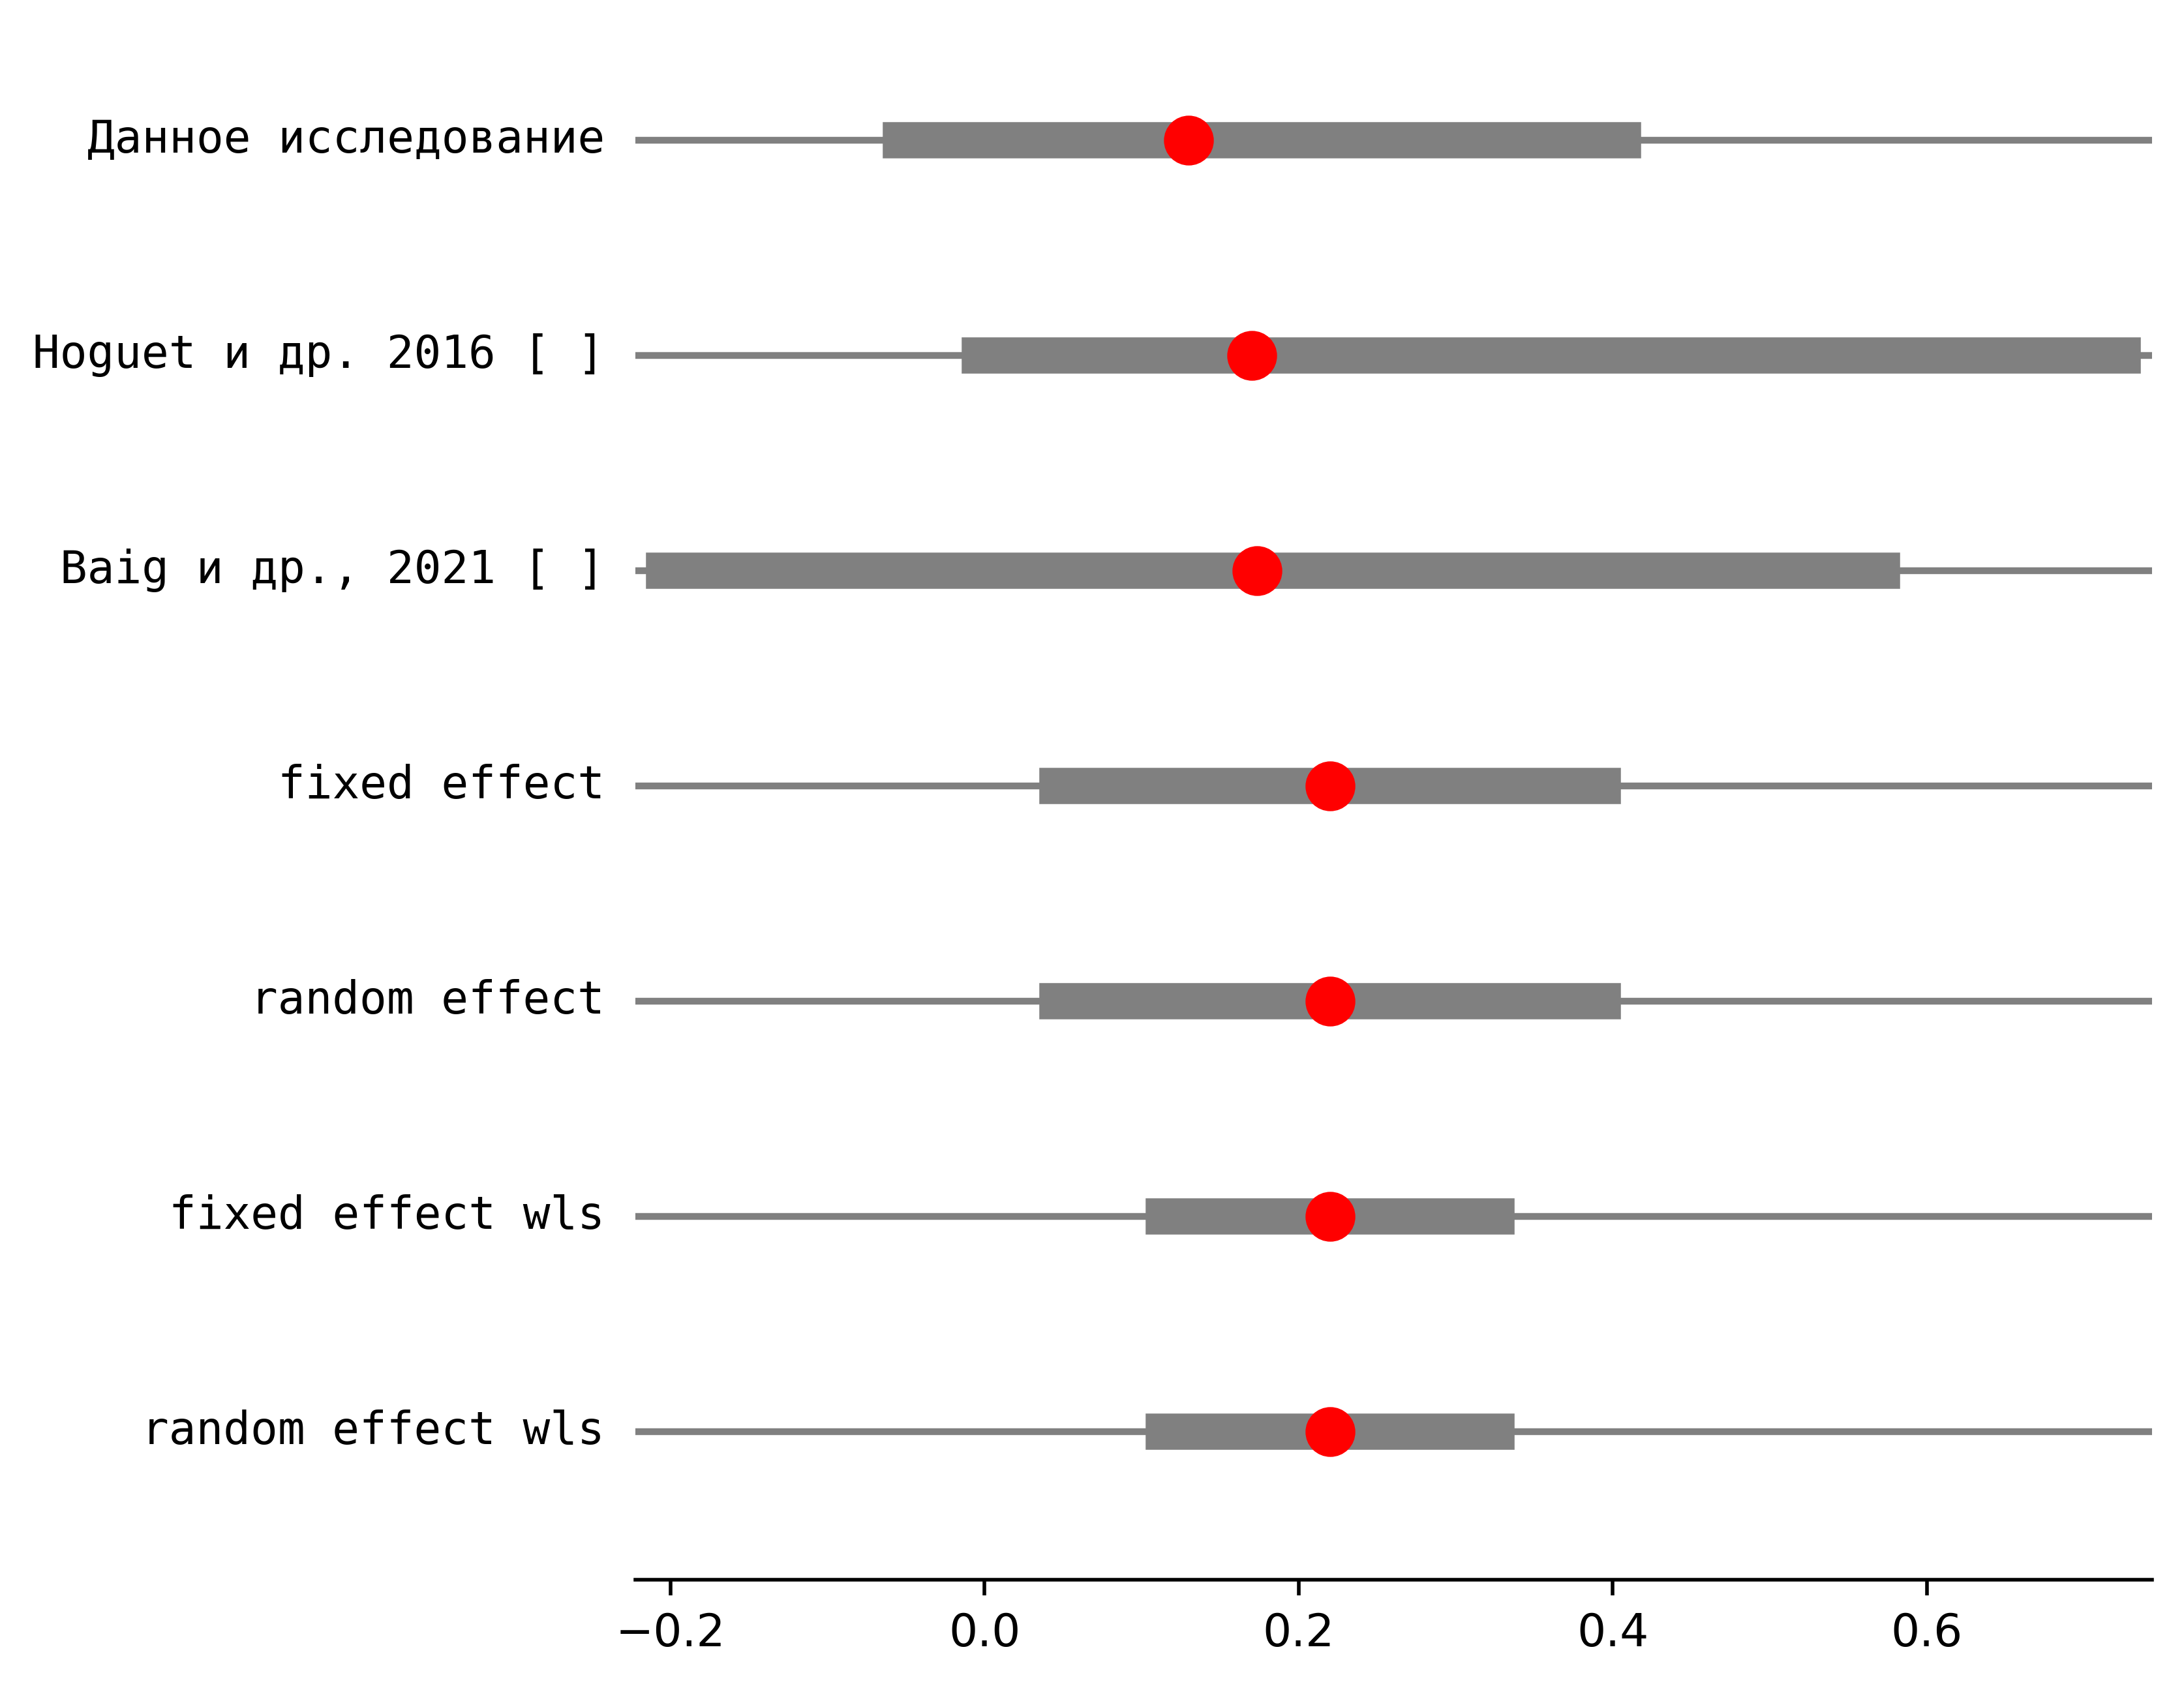 Данное исследование
Hoguet и др. 2016 [ ]
Baig и др., 2021 [ ]
fixed effect
random effect
fixed effect wls
random effect wls
−0.2 0.0 0.2 0.4 0.6